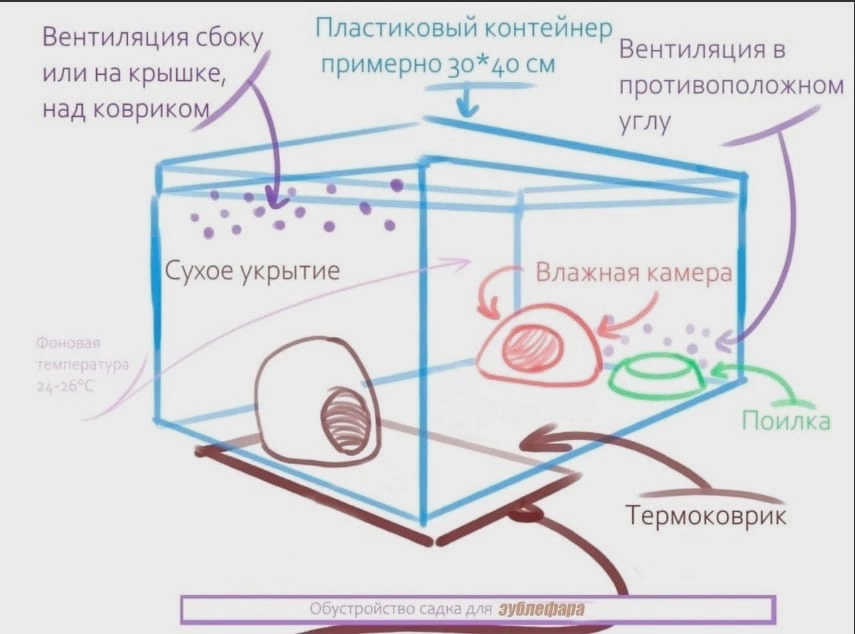 Вентиляция сбоку
или на крышке,
над ковриком
Пластиковый контейнер
примерно 30*40 см
Вентиляция в
противоположном
углу
Сухое укрытие
Влажная камера
Фоновая
температура
24-26°С
Поилка
Термоковрик
Обустройство садка для эублефара